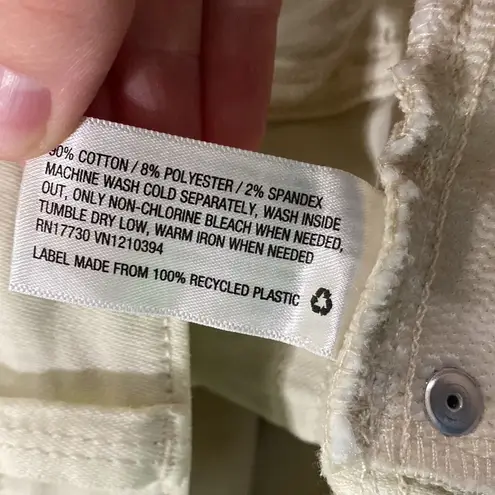 90% COTTON / 8% POLYESTER / 2% SPANDEX
MACHINE WASH COLD SEPARATELY, WASH INSIDE
OUT, ONLY NON-CHLORINE BLEACH WHEN NEEDED,
TUMBLE DRY LOW, WARM IRON WHEN NEEDED
RN17730 VN1210394
LABEL MADE FROM 100% RECYCLED PLASTIC